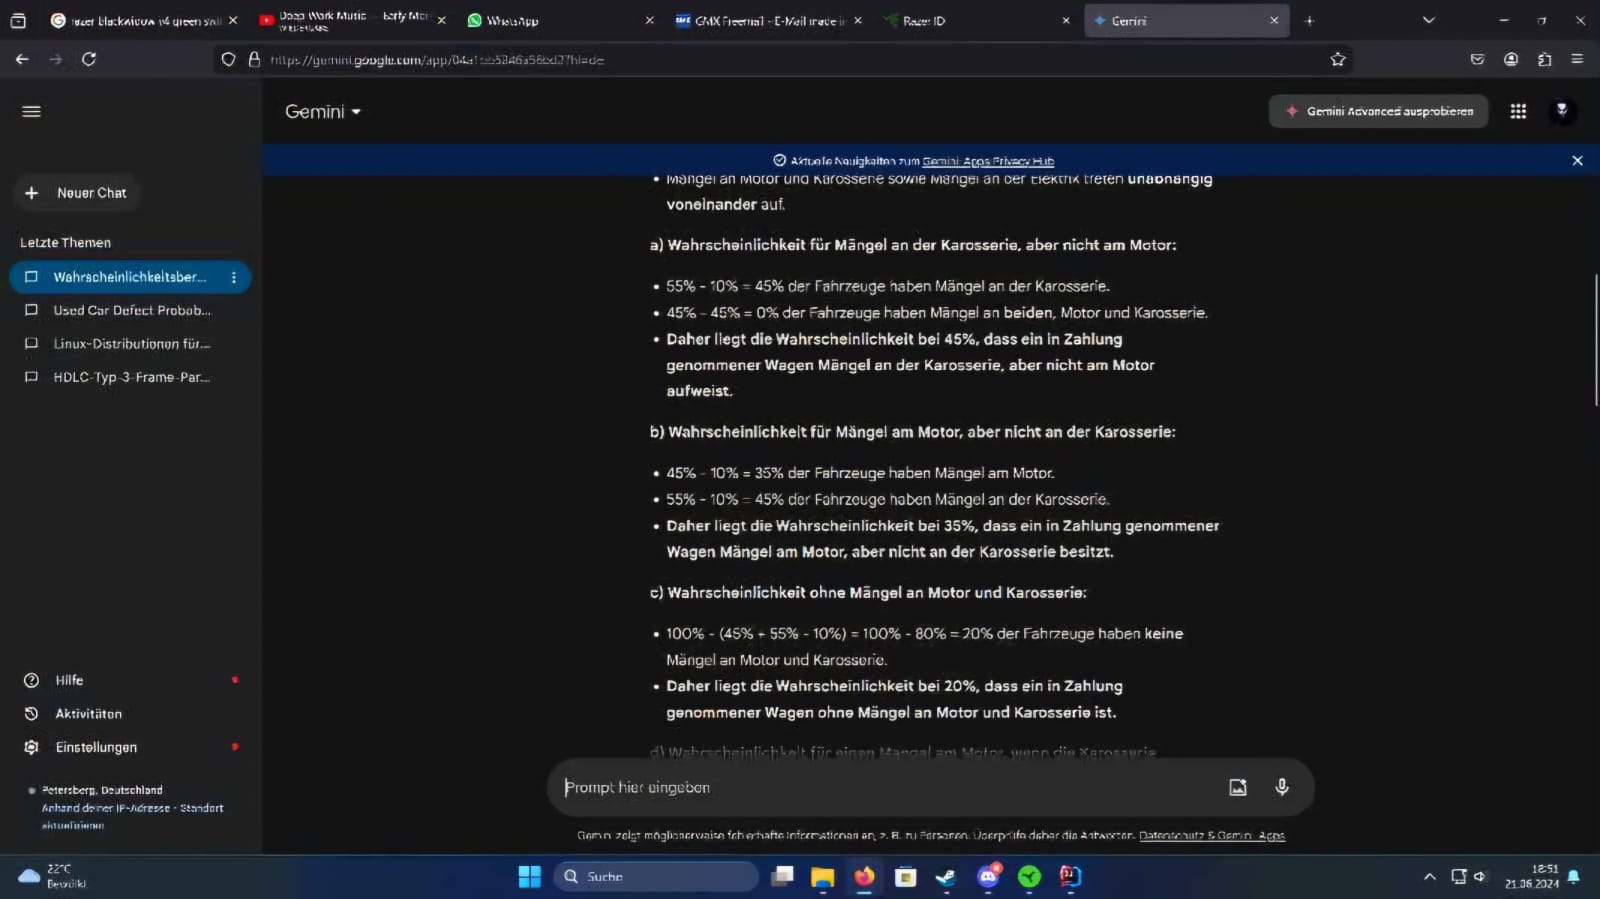 razer blackwidow v4 green swi
Deep Work Music
WhatsApp
GMX Freemail - E-Mail made in
Razer ID
Gemini
Gemini
Gemini Advanced ausprobieren
Aktuelle Neuigkeiten zum Gemini-Apps Privacy Hub
Neuer Chat
Letzte Themen
Wahrscheinlichkeitsber...
Used Car Defect Probab...
Linux-Distributionen für...
HDLC-Typ-3-Frame-Par...
• Mängel an Motor und Karosserie sowie Mängel an der Elektrik treten unabhängig
voneinander auf.
a) Wahrscheinlichkeit für Mängel an der Karosserie, aber nicht am Motor:
• 55% - 10% = 45% der Fahrzeuge haben Mängel an der Karosserie.
• 45% - 45% = 0% der Fahrzeuge haben Mängel an beiden, Motor und Karosserie.
• Daher liegt die Wahrscheinlichkeit bei 45%, dass ein in Zahlung
genommener Wagen Mängel an der Karosserie, aber nicht am Motor
aufweist.
b) Wahrscheinlichkeit für Mängel am Motor, aber nicht an der Karosserie:
• 45% - 10% = 35% der Fahrzeuge haben Mängel am Motor.
• 55% - 10% = 45% der Fahrzeuge haben Mängel an der Karosserie.
• Daher liegt die Wahrscheinlichkeit bei 35%, dass ein in Zahlung genommener
Wagen Mängel am Motor, aber nicht an der Karosserie besitzt.
c) Wahrscheinlichkeit ohne Mängel an Motor und Karosserie:
• 100% - (45% + 55% - 10%) = 100% - 80% = 20% der Fahrzeuge haben keine
Mängel an Motor und Karosserie.
• Daher liegt die Wahrscheinlichkeit bei 20%, dass ein in Zahlung
genommener Wagen ohne Mängel an Motor und Karosserie ist.
d) Wahrscheinlichkeit für einen Mangel am Motor, wenn die Karosserie
Hilfe
Aktivitäten
Einstellungen
Petersberg, Deutschland
Anhand deiner IP-Adresse - Standort
aktualisieren
Prompt hier eingeben
Gemini zeigt möglicherweise fehlerhafte Informationen an, z. B. zu Personen. Überprüfe daher die Antworten. Datenschutz & Gemini-Apps
22°C
Bewölkt
Suche
18:51
21.06.2024